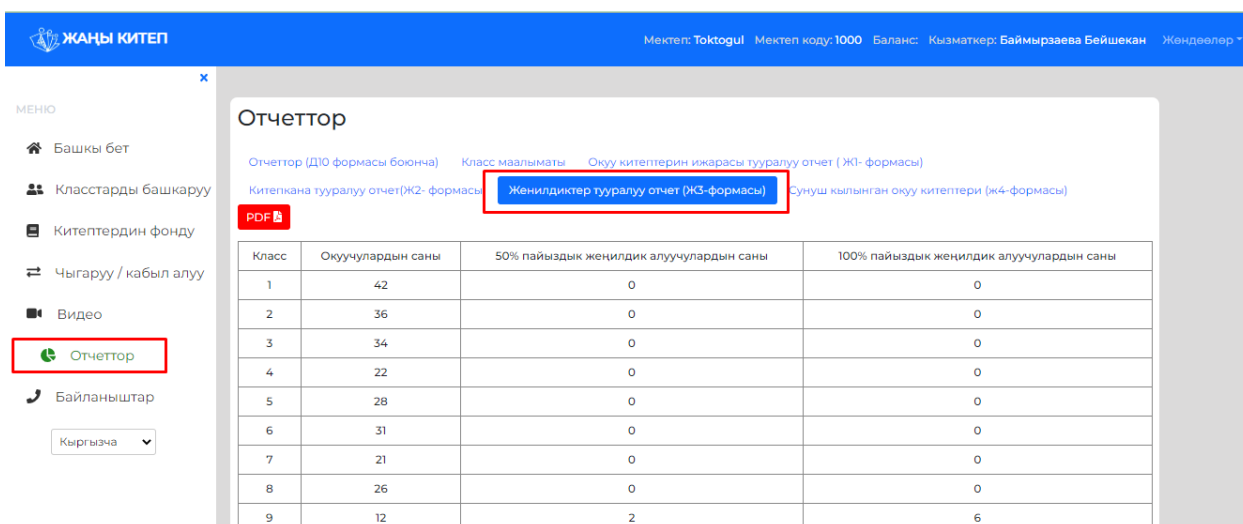 ЖАҢЫ КИТЕП
Мектеп: Toktogul Мектеп коду: 1000 Баланс: Кызматкер: Баймырзаева Бейшекан Жөндөөлөр
МЕНЮ
Башкы бет
Класстарды башкаруу
Китептердин фонду
Чыгаруу / кабыл алуу
Видео
Отчеттор
Байланыштар
Кыргызча
Отчеттор
Отчеттор (Д10 формасы боюнча) Класс маалыматы Окуу китептерин ижарасы тууралуу отчет ( Ж1- формасы)
Китепкана тууралуу отчет(Ж2- формасы Женилдиктер тууралуу отчет (Ж3-формасы) Сунуш кылынган окуу китептери (ж4-формасы)
PDF
Класс Окуучулардын саны 50% пайыздык жеңилдик алуучулардын саны 100% пайыздык жеңилдик алуучулардын саны
1 42 0 0
2 36 0 0
3 34 0 0
4 22 0 0
5 28 0 0
6 31 0 0
7 21 0 0
8 26 0 0
9 12 2 6